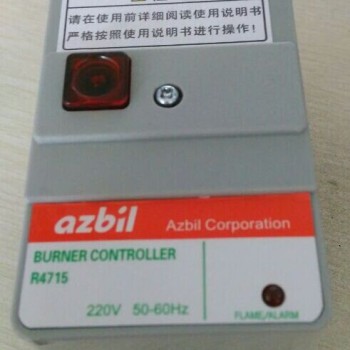 请在使用前详细阅读使用说明书
严格按照使用说明书进行操作!
azbil Azbil Corporation
BURNER CONTROLLER
R4715
220V 50-60Hz
FLAME/ALARM